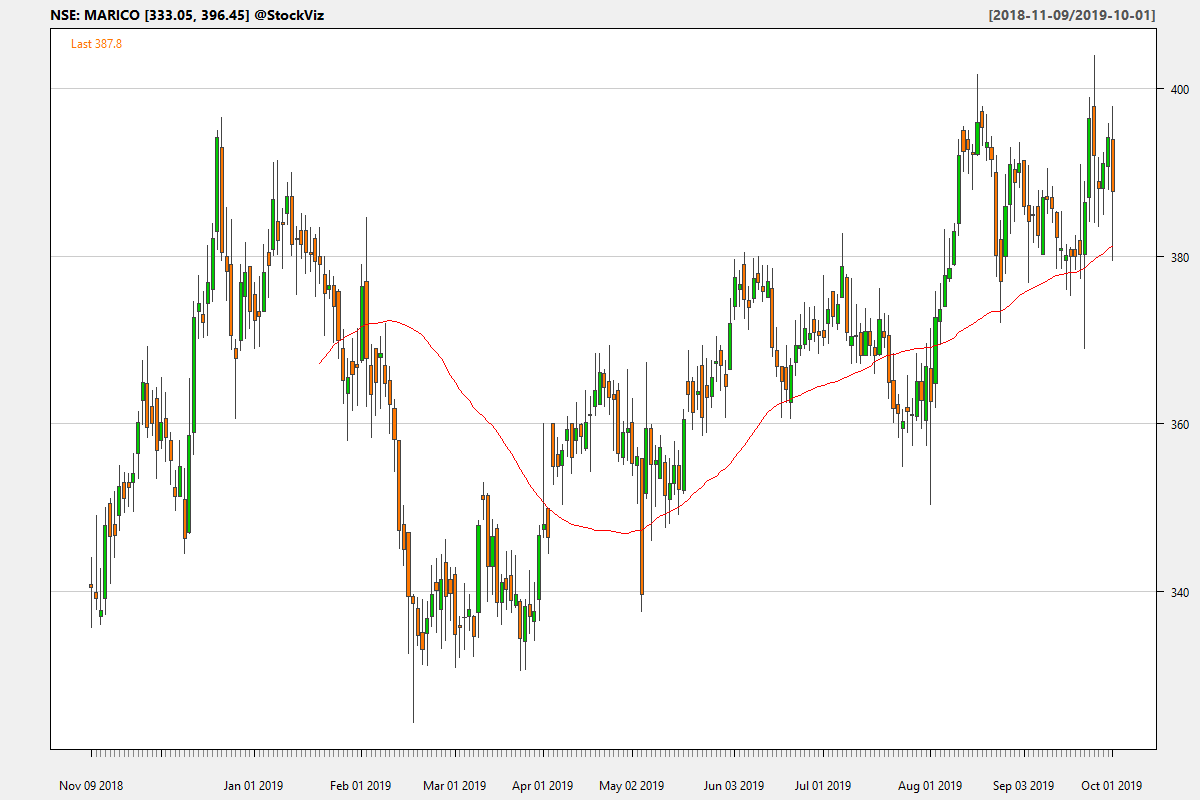 NSE: MARICO [333.05, 396.45] @StockViz [2018-11-09/2019-10-01]
Last 387.8
400
380
360
340
Nov 09 2018 Jan 01 2019 Feb 01 2019 Mar 01 2019 Apr 01 2019 May 02 2019 Jun 03 2019 Jul 01 2019 Aug 01 2019 Sep 03 2019 Oct 01 2019